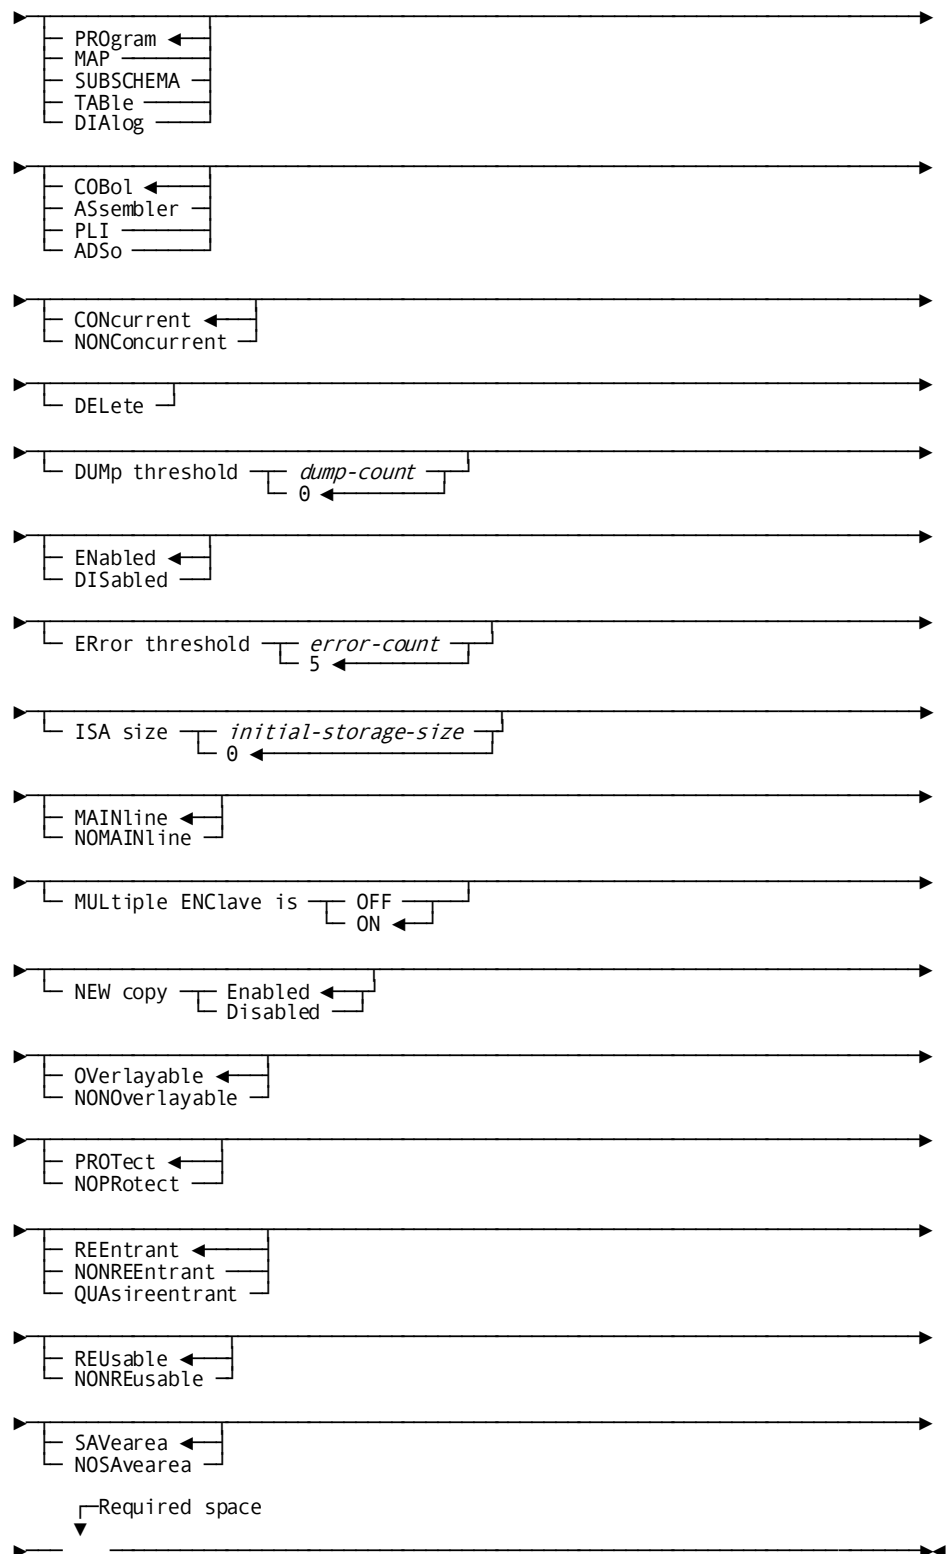 PROgram
MAP
SUBSCHEMA
TABle
DIAlog
COBol
ASsembler
PLI
ADSo
CONcurrent
NONConcurrent
DELete
DUMp threshold dump-count
0
ENabled
DISabled
ERror threshold error-count
5
ISA size initial-storage-size
0
MAINline
NOMAINline
MULtiple ENClave is OFF
ON
NEW copy Enabled
Disabled
OVerlayable
NONOverlayable
PROTect
NOPRotect
REEntrant
NONREEntrant
QUAsireentrant
REUsable
NONREusable
SAVearea
NOSAvearea
Required space